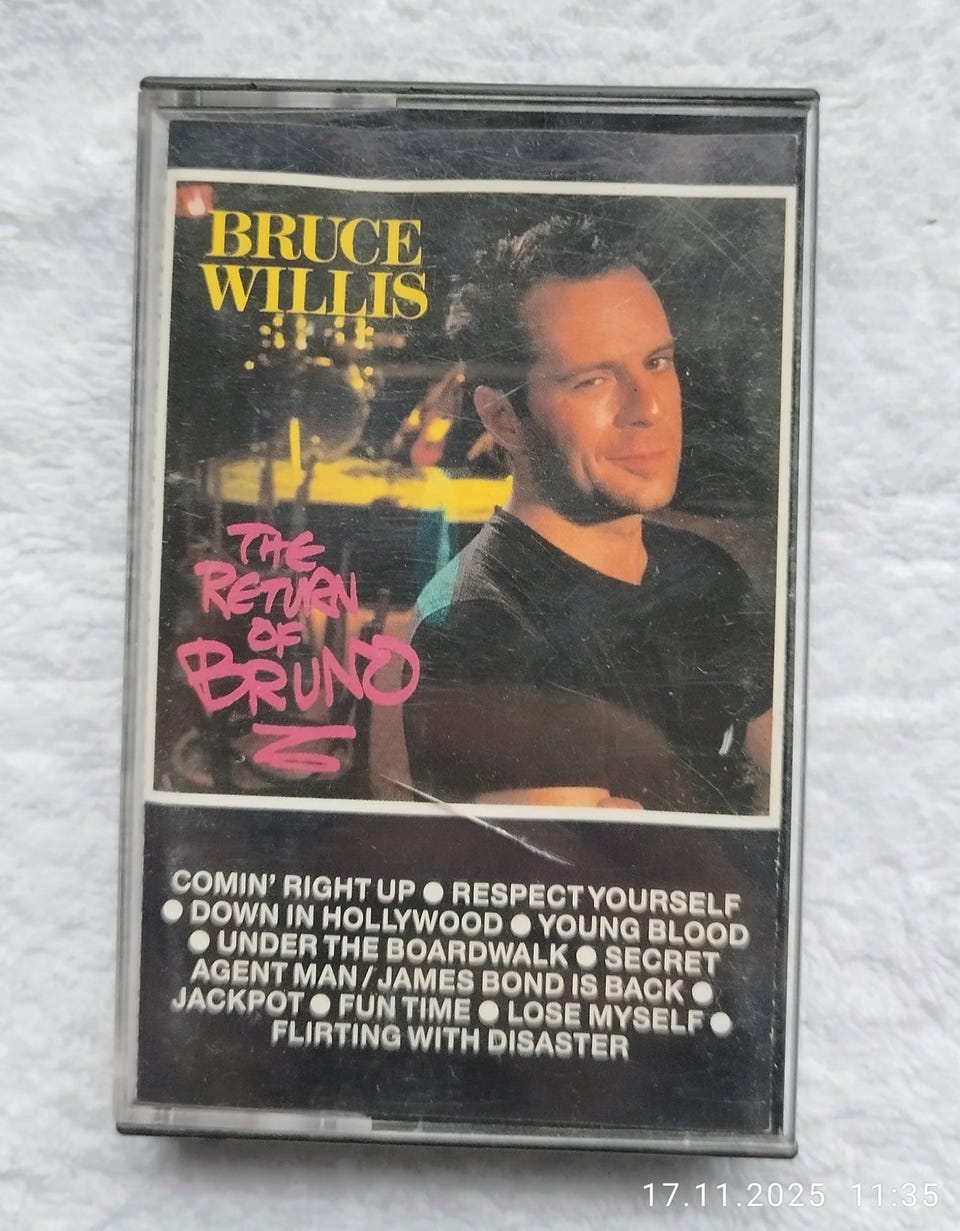 BRUCE
WILLIS
THE
RETURN
OF
BRUNO
COMIN' RIGHT UP ● RESPECT YOURSELF
● DOWN IN HOLLYWOOD ● YOUNG BLOOD
● UNDER THE BOARDWALK ● SECRET
AGENT MAN / JAMES BOND IS BACK ●
JACKPOT ● FUN TIME ● LOSE MYSELF ●
FLIRTING WITH DISASTER
17.11.2025 11:35